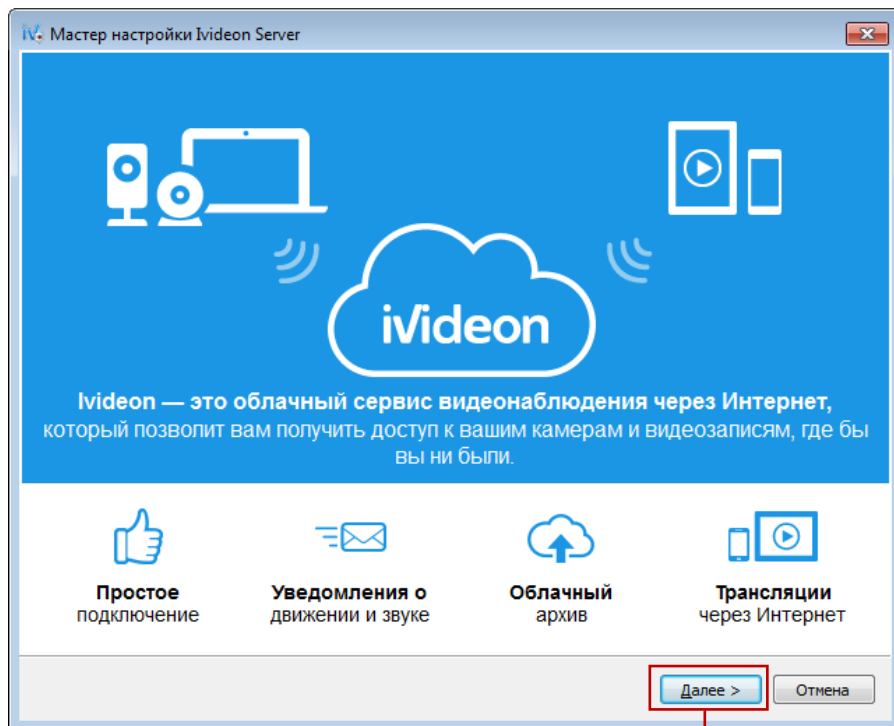 Мастер настройки Ivideon Server
iVideon
Ivideon — это облачный сервис видеонаблюдения через Интернет,
который позволит вам получить доступ к вашим камерам и видеозаписям, где бы
вы ни были.
Простое
подключение
Уведомления о
движении и звуке
Облачный
архив
Трансляции
через Интернет
Далее >
Отмена